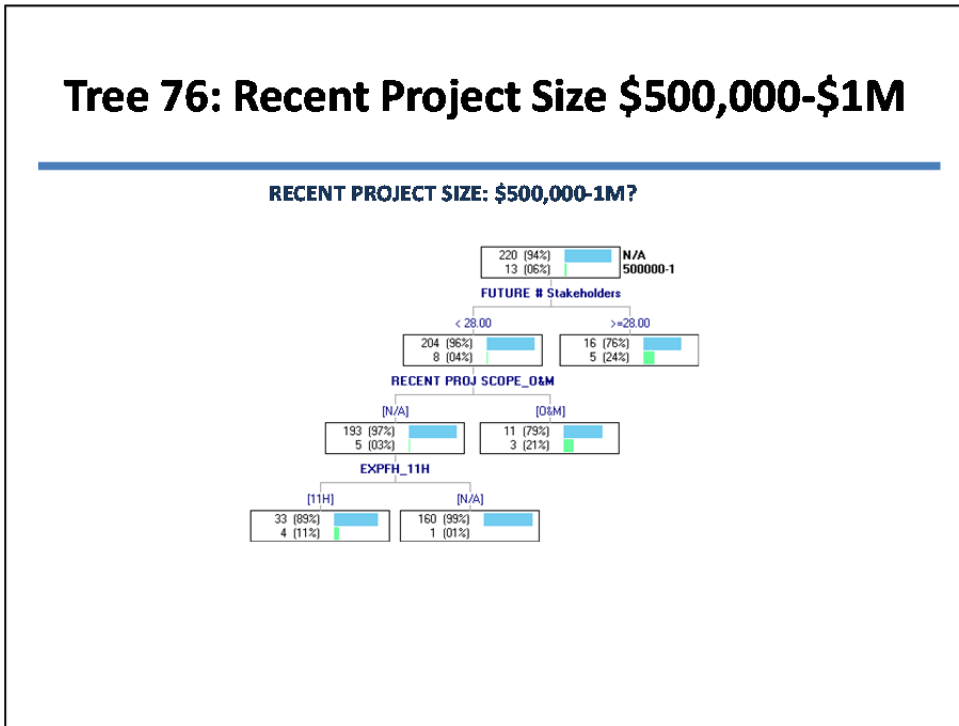 Tree 76: Recent Project Size $500,000-$1M
RECENT PROJECT SIZE: $500,000-1M?
220 (94%) N/A
13 (06%) 500000-1
FUTURE # Stakeholders
< 28.00 >=28.00
204 (96%) 16 (76%)
8 (04%) 5 (24%)
RECENT PROJ SCOPE_O&M
[N/A] [O&M]
193 (97%) 11 (79%)
5 (03%) 3 (21%)
EXPFH_11H
[11H] [N/A]
33 (89%) 160 (99%)
4 (11%) 1 (01%)